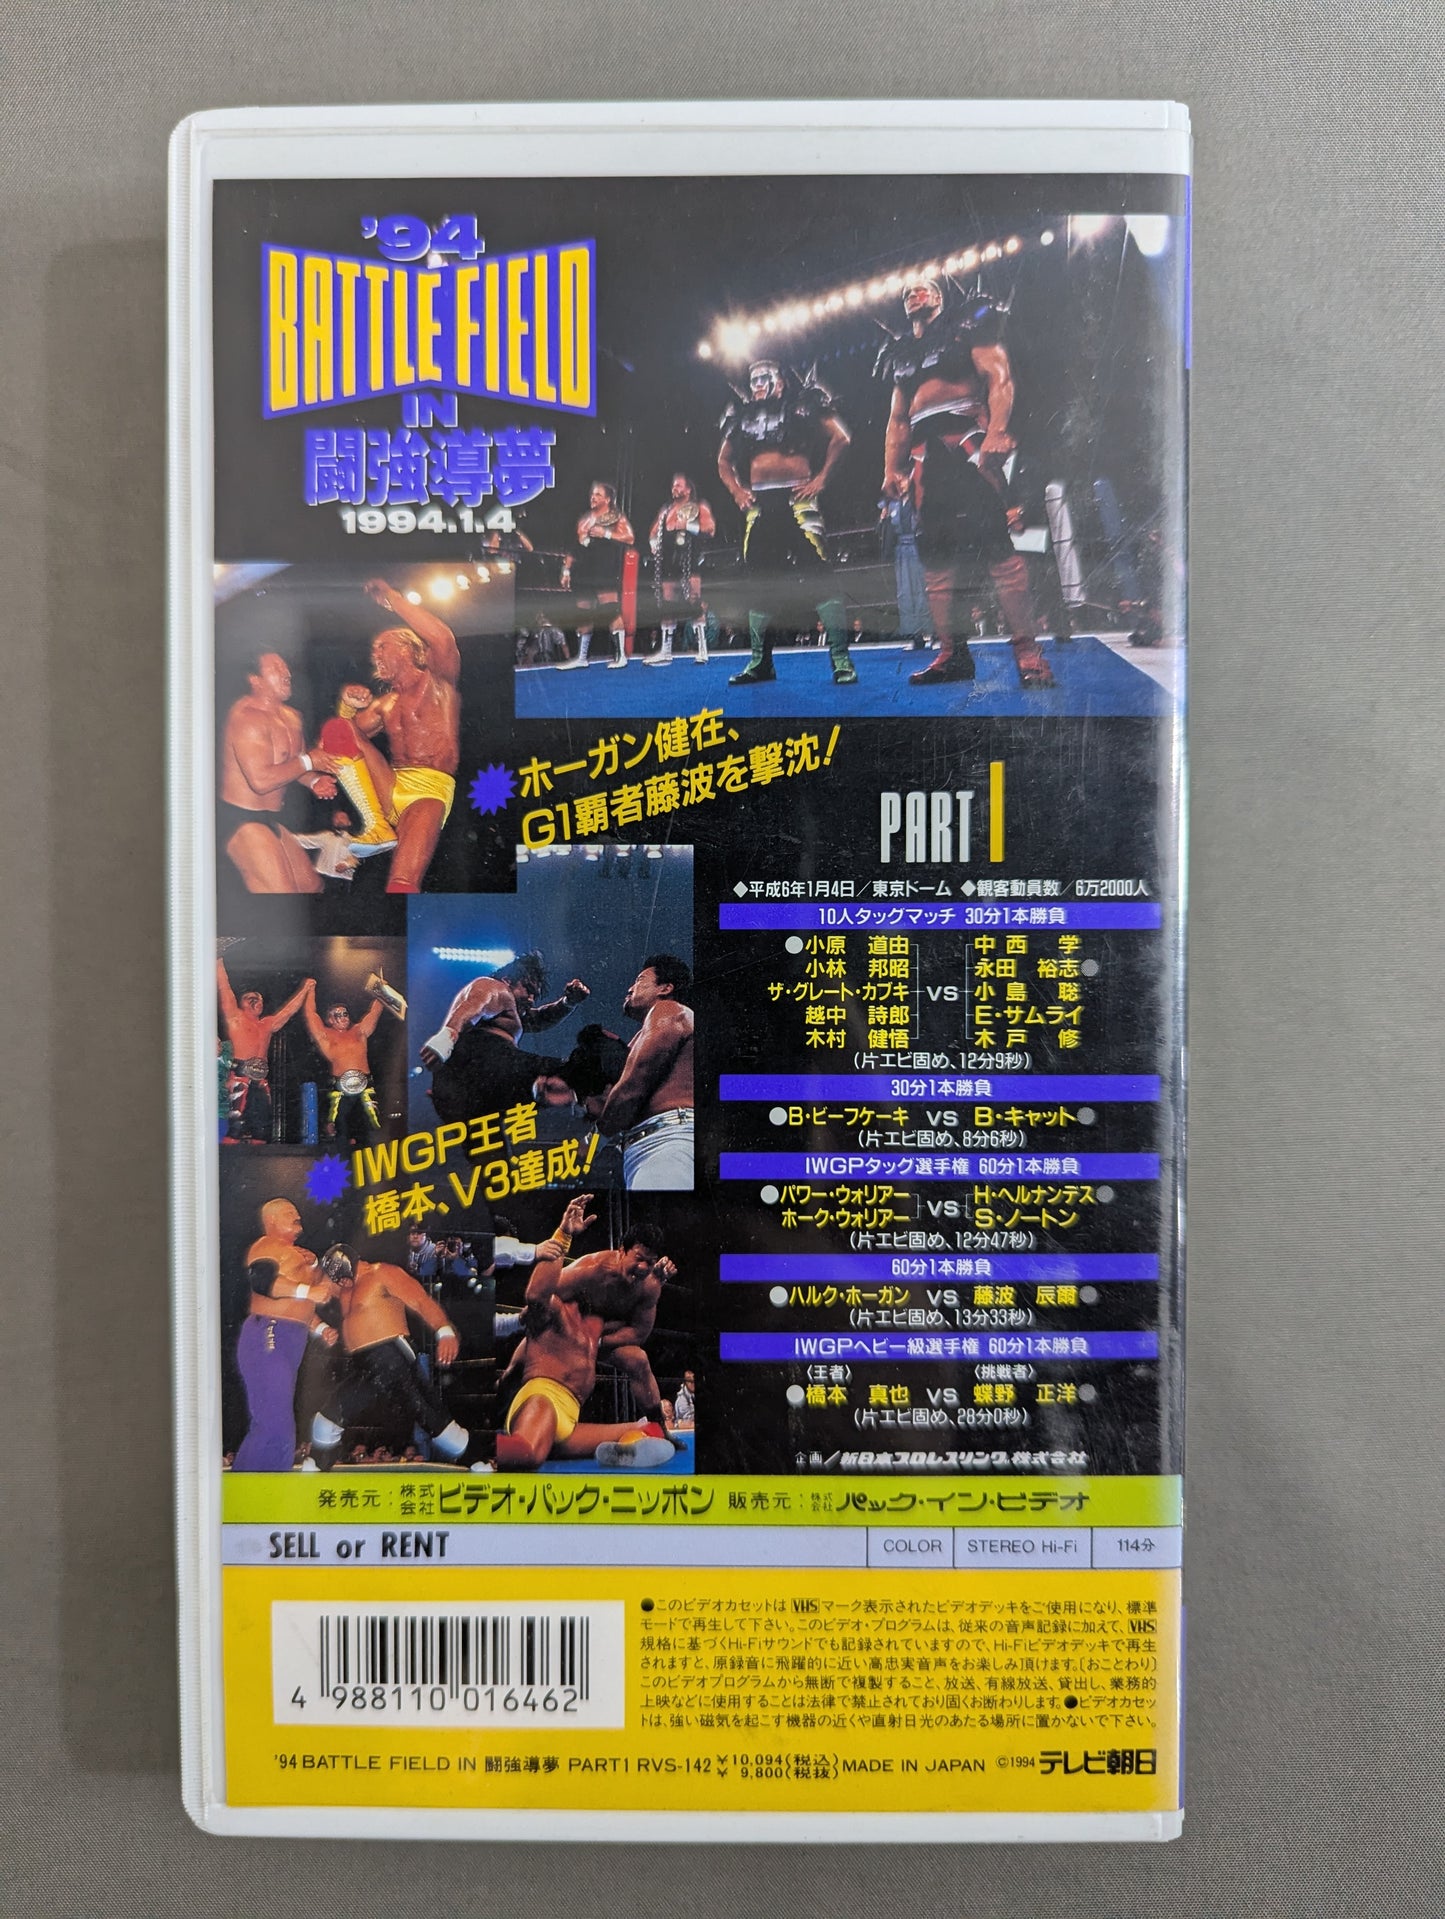 '94
BATTLE FIELD
IN
闘強導夢
1994.1.4
ホーガン健在、
G1覇者藤波を撃沈!
IWGP王者
橋本、V3達成!
PART 1
◆平成6年1月4日/東京ドーム ◆観客動員数/6万2000人
10人タッグマッチ 30分1本勝負
●小原 道由 中西 学
小林 邦昭 永田 裕志●
ザ・グレート・カブキ VS 小島 聡
越中 詩郎 E・サムライ
木村 健悟 木戸 修
(片エビ固め、12分9秒)
30分1本勝負
●B・ビーフケーキ VS B・キャット●
(片エビ固め、8分6秒)
IWGPタッグ選手権 60分1本勝負
●パワー・ウォリアー H・ヘルナンデス●
ホーク・ウォリアー VS S・ノートン
(片エビ固め、12分47秒)
60分1本勝負
●ハルク・ホーガン VS 藤波 辰爾●
(片エビ固め、13分33秒)
IWGPヘビー級選手権 60分1本勝負
〈王者〉 〈挑戦者〉
●橋本 真也 VS 蝶野 正洋●
(片エビ固め、28分0秒)
企画/新日本プロレスリング株式会社
発売元:株式会社ビデオ・パック・ニッポン 販売元:株式会社パック・イン・ビデオ
SELL or RENT COLOR STEREO Hi-Fi 114分
●このビデオカセットは VHS マーク表示されたビデオデッキをご使用になり、標準
モードで再生して下さい。このビデオ・プログラムは、従来の音声記録に加えて、VHS
規格に基づくHi-Fiサウンドでも記録されていますので、Hi-Fiビデオデッキで再生
されますと、原録音に飛躍的に近い高忠実音声をお楽しみ頂けます。〔おことわり〕
このビデオプログラムから無断で複製すること、放送、有線放送、貸出し、業務的
上映などに使用することは法律で禁止されており固くお断わりします。●ビデオカセッ
トは、強い磁気を起こす機器の近くや直射日光のあたる場所に置かないで下さい。
4 988110 016462
'94 BATTLE FIELD IN 闘強導夢 PART1 RVS-142 ¥10,094(税込) ¥9,800(税抜) MADE IN JAPAN ©1994 テレビ朝日